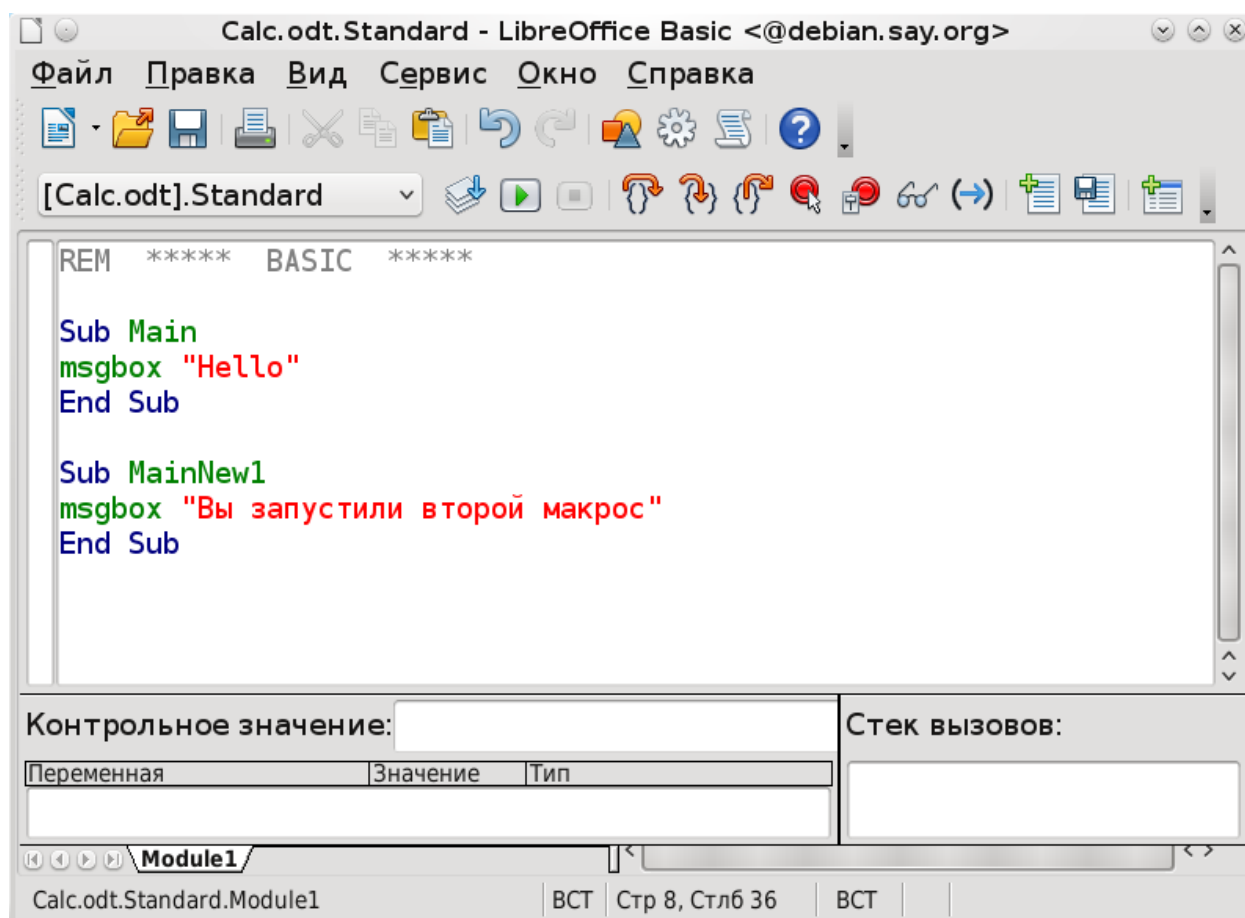 Calc.odt.Standard - LibreOffice Basic <@debian.say.org>
Файл Правка Вид Сервис Окно Справка
[Calc.odt].Standard
REM ***** BASIC *****
Sub Main
msgbox "Hello"
End Sub
Sub MainNew1
msgbox "Вы запустили второй макрос"
End Sub
Контрольное значение:
Стек вызовов:
Переменная Значение Тип
Module1
Calc.odt.Standard.Module1 ВСТ Стр 8, Стлб 36 ВСТ